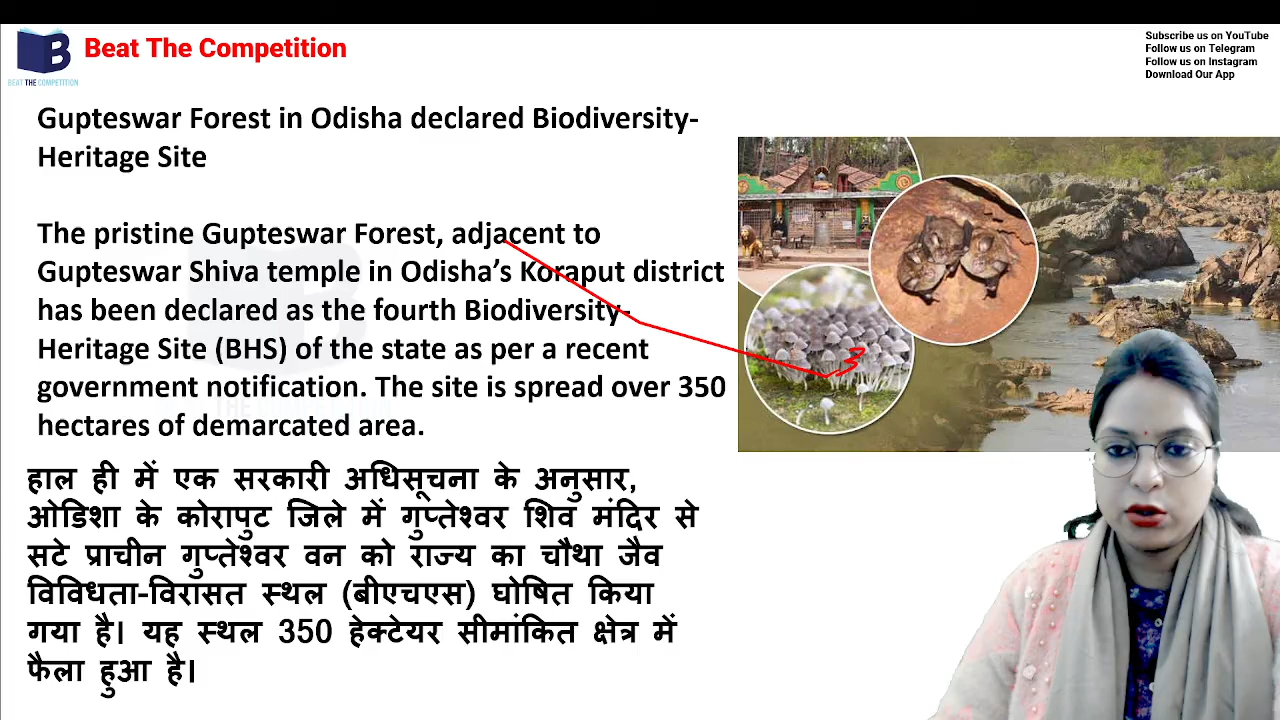 Beat The Competition
BEAT THE COMPETITION
Subscribe us on YouTube
Follow us on Telegram
Follow us on Instagram
Download Our App
Gupteswar Forest in Odisha declared Biodiversity-
Heritage Site
The pristine Gupteswar Forest, adjacent to
Gupteswar Shiva temple in Odisha’s Koraput district
has been declared as the fourth Biodiversity-
Heritage Site (BHS) of the state as per a recent
government notification. The site is spread over 350
hectares of demarcated area.
हाल ही में एक सरकारी अधिसूचना के अनुसार,
ओडिशा के कोरापुट जिले में गुप्तेश्वर शिव मंदिर से
सटे प्राचीन गुप्तेश्वर वन को राज्य का चौथा जैव
विविधता-विरासत स्थल (बीएचएस) घोषित किया
गया है। यह स्थल 350 हेक्टेयर सीमांकित क्षेत्र में
फैला हुआ है।